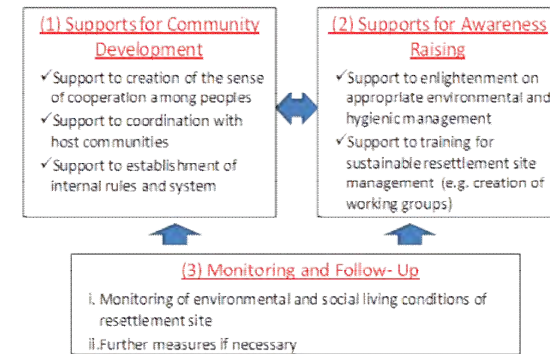 (1) Supports for Community
Development
✓Support to creation of the sense
of cooperation among peoples
✓Support to coordination with
host communities
✓Support to establishment of
internal rules and system
(2) Supports for Awareness
Raising
✓Support to enlightenment on
appropriate environmental and
hygienic management
✓Support to training for
sustainable resettlement site
management (e.g. creation of
working groups)
(3) Monitoring and Follow- Up
i. Monitoring of environmental and social living conditions of
resettlement site
ii.Further measures if necessary